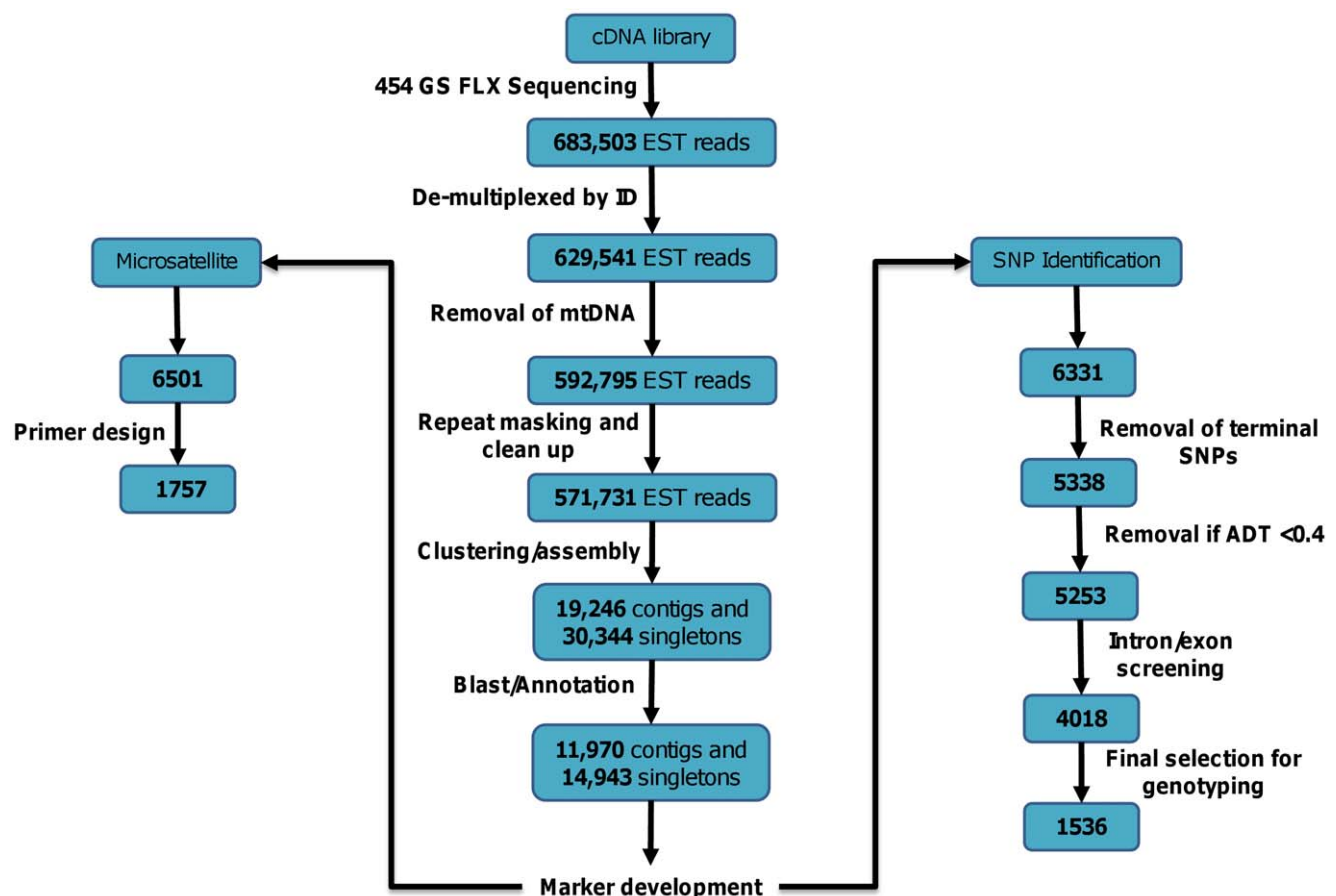 cDNA library
454 GS FLX Sequencing
683,503 EST reads
De-multiplexed by ID
629,541 EST reads
Removal of mtDNA
592,795 EST reads
Repeat masking and
clean up
571,731 EST reads
Clustering/assembly
19,246 contigs and
30,344 singletons
Blast/Annotation
11,970 contigs and
14,943 singletons
Marker development
Microsatellite
6501
Primer design
1757
SNP Identification
6331
Removal of terminal
SNPs
5338
Removal if ADT <0.4
5253
Intron/exon
screening
4018
Final selection for
genotyping
1536